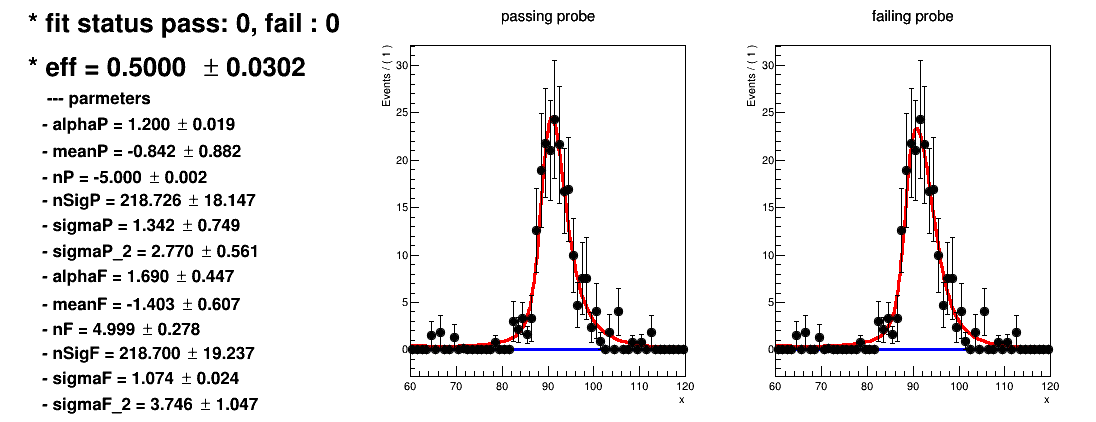 * fit status pass: 0, fail : 0
* eff = 0.5000 ± 0.0302
--- parmeters
- alphaP = 1.200 ± 0.019
- meanP = -0.842 ± 0.882
- nP = -5.000 ± 0.002
- nSigP = 218.726 ± 18.147
- sigmaP = 1.342 ± 0.749
- sigmaP_2 = 2.770 ± 0.561
- alphaF = 1.690 ± 0.447
- meanF = -1.403 ± 0.607
- nF = 4.999 ± 0.278
- nSigF = 218.700 ± 19.237
- sigmaF = 1.074 ± 0.024
- sigmaF_2 = 3.746 ± 1.047
passing probe
Events / ( 1 )
30
25
20
15
10
5
0
60 70 80 90 100 110 120
x
failing probe
Events / ( 1 )
30
25
20
15
10
5
0
60 70 80 90 100 110 120
x